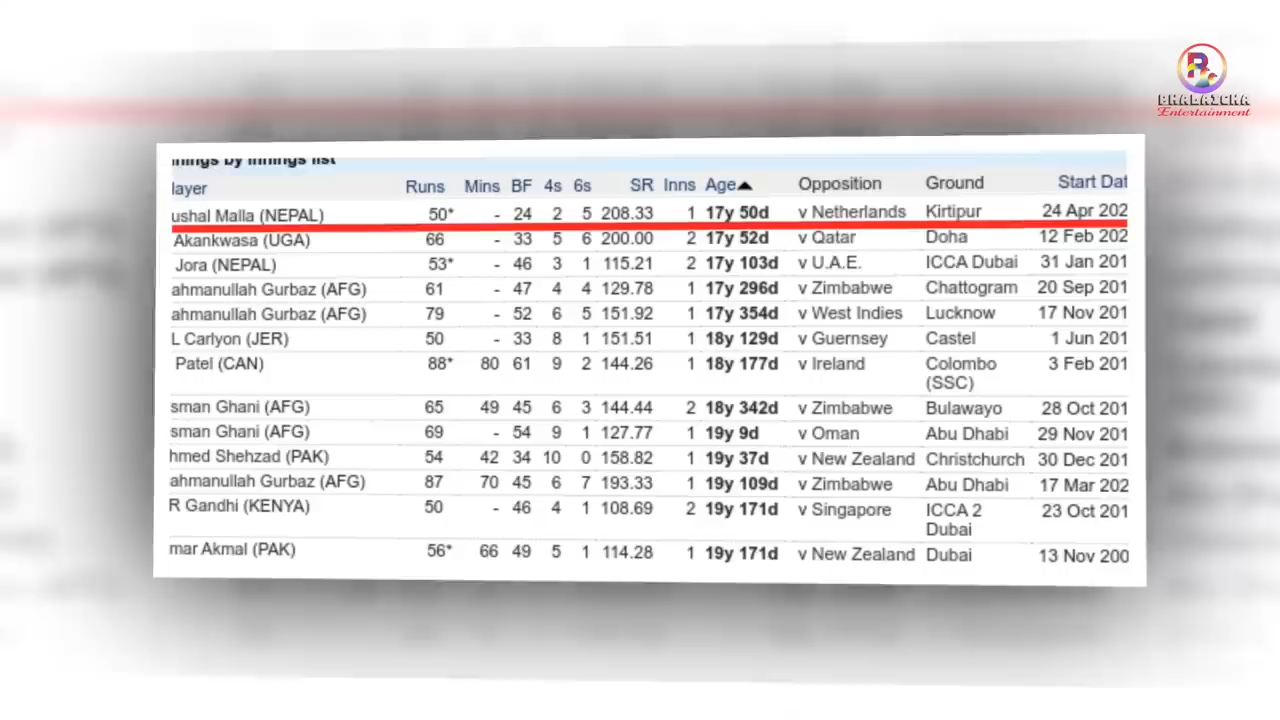 BHALAICHA
Entertainment
innings by innings list
layer Runs Mins BF 4s 6s SR Inns Age▲ Opposition Ground Start Dat
ushal Malla (NEPAL) 50* - 24 2 5 208.33 1 17y 50d v Netherlands Kirtipur 24 Apr 202
Akankwasa (UGA) 66 - 33 5 6 200.00 2 17y 52d v Qatar Doha 12 Feb 202
Jora (NEPAL) 53* - 46 3 1 115.21 2 17y 103d v U.A.E. ICCA Dubai 31 Jan 201
ahmanullah Gurbaz (AFG) 61 - 47 4 4 129.78 1 17y 296d v Zimbabwe Chattogram 20 Sep 201
ahmanullah Gurbaz (AFG) 79 - 52 6 5 151.92 1 17y 354d v West Indies Lucknow 17 Nov 201
L Carlyon (JER) 50 - 33 8 1 151.51 1 18y 129d v Guernsey Castel 1 Jun 201
Patel (CAN) 88* 80 61 9 2 144.26 1 18y 177d v Ireland Colombo 3 Feb 201
(SSC)
sman Ghani (AFG) 65 49 45 6 3 144.44 2 18y 342d v Zimbabwe Bulawayo 28 Oct 201
sman Ghani (AFG) 69 - 54 9 1 127.77 1 19y 9d v Oman Abu Dhabi 29 Nov 201
hmed Shehzad (PAK) 54 42 34 10 0 158.82 1 19y 37d v New Zealand Christchurch 30 Dec 201
ahmanullah Gurbaz (AFG) 87 70 45 6 7 193.33 1 19y 109d v Zimbabwe Abu Dhabi 17 Mar 202
R Gandhi (KENYA) 50 - 46 4 1 108.69 2 19y 171d v Singapore ICCA 2 23 Oct 201
Dubai
mar Akmal (PAK) 56* 66 49 5 1 114.28 1 19y 171d v New Zealand Dubai 13 Nov 200